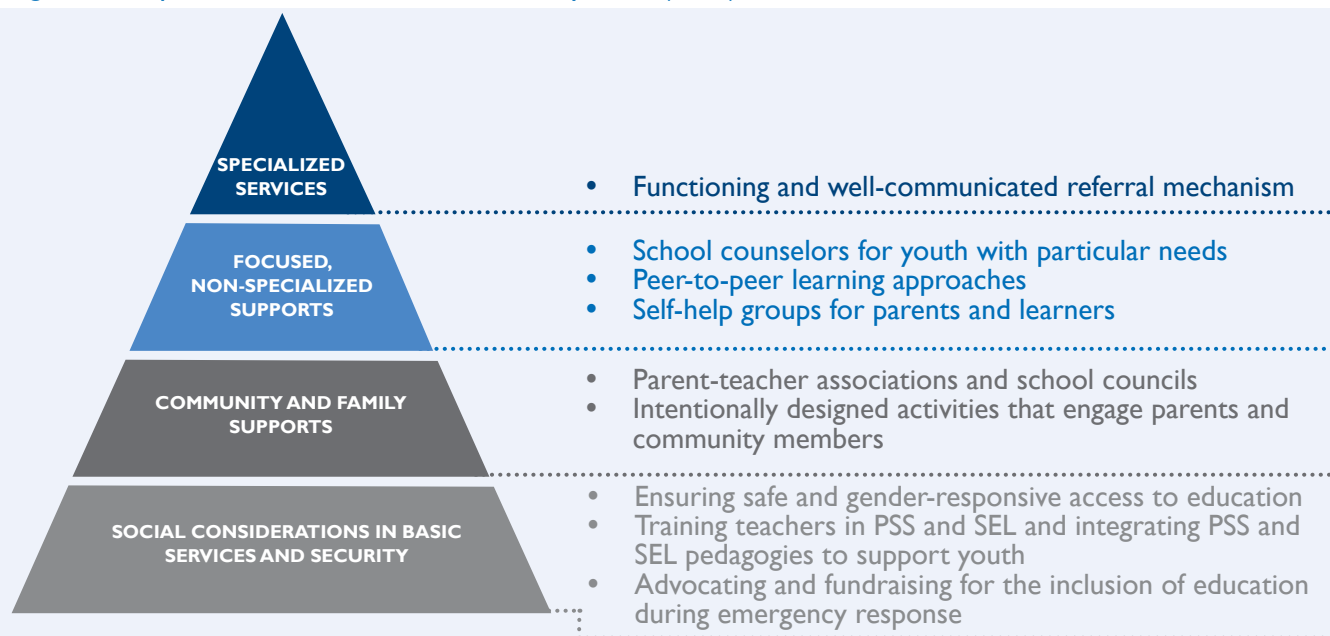 SPECIALIZED
SERVICES
• Functioning and well-communicated referral mechanism
FOCUSED,
NON-SPECIALIZED
SUPPORTS
• School counselors for youth with particular needs
• Peer-to-peer learning approaches
• Self-help groups for parents and learners
COMMUNITY AND FAMILY
SUPPORTS
• Parent-teacher associations and school councils
• Intentionally designed activities that engage parents and
community members
SOCIAL CONSIDERATIONS IN BASIC
SERVICES AND SECURITY
• Ensuring safe and gender-responsive access to education
• Training teachers in PSS and SEL and integrating PSS and
SEL pedagogies to support youth
• Advocating and fundraising for the inclusion of education
during emergency response